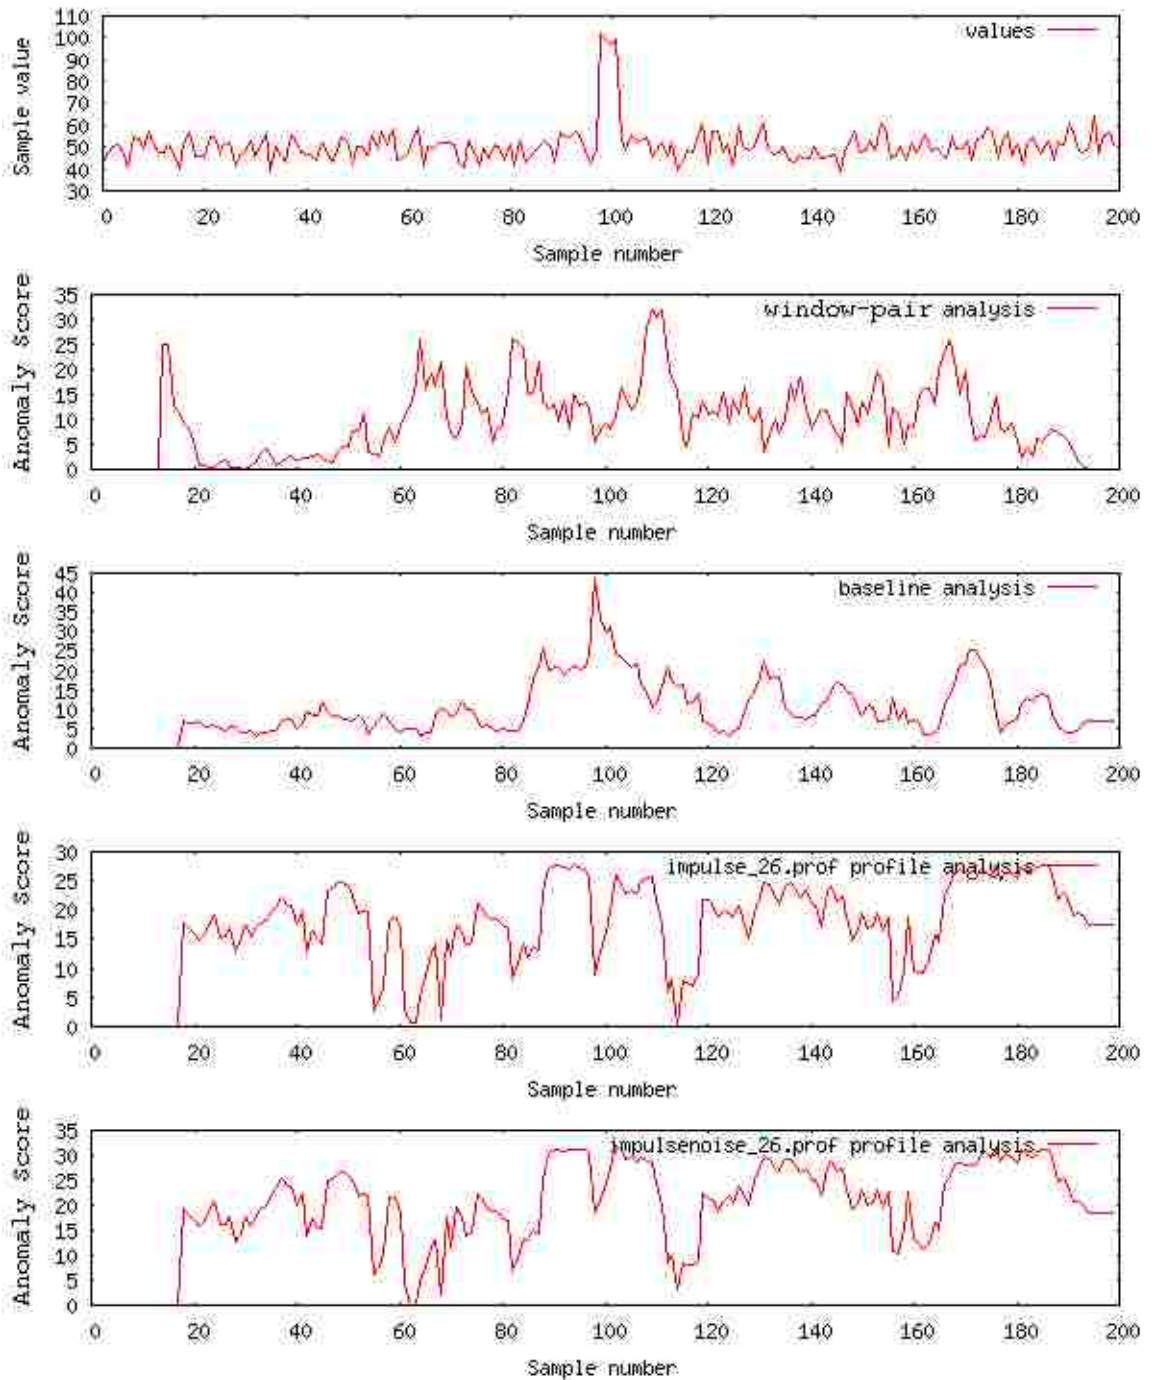 110
100
90
80
70
60
50
40
30
Sample value
values
0 20 40 60 80 100 120 140 160 180 200
Sample number
35
30
25
20
15
10
5
0
Anomaly Score
window-pair analysis
0 20 40 60 80 100 120 140 160 180 200
Sample number
45
40
35
30
25
20
15
10
5
0
Anomaly Score
baseline analysis
0 20 40 60 80 100 120 140 160 180 200
Sample number
30
25
20
15
10
5
0
Anomaly Score
impulse_26.prof profile analysis
0 20 40 60 80 100 120 140 160 180 200
Sample number
35
30
25
20
15
10
5
0
Anomaly Score
impulsenoise_26.prof profile analysis
0 20 40 60 80 100 120 140 160 180 200
Sample number